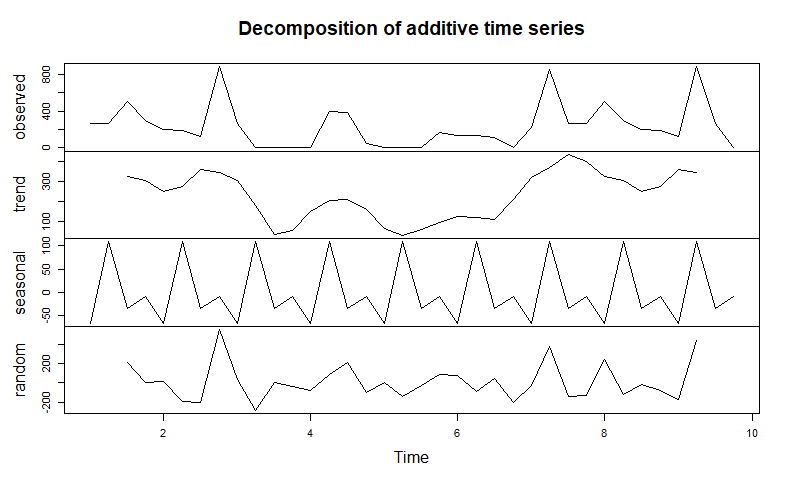 Decomposition of additive time series
observed
0 400 800
trend
100 300
seasonal
-50 0 50 100
random
-200 200
2 4 6 8 10
Time